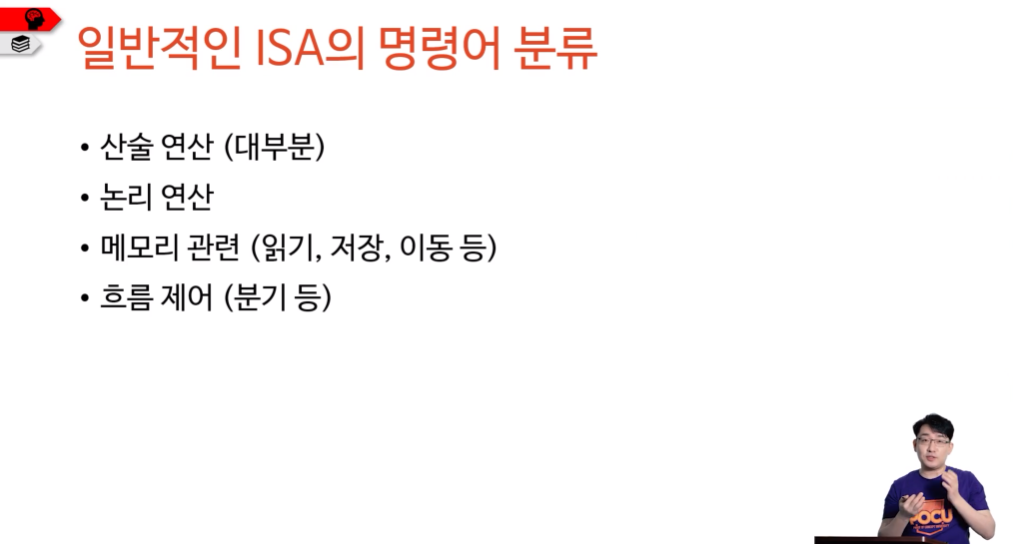 일반적인 ISA의 명령어 분류
• 산술 연산 (대부분)
• 논리 연산
• 메모리 관련 (읽기, 저장, 이동 등)
• 흐름 제어 (분기 등)
POCU